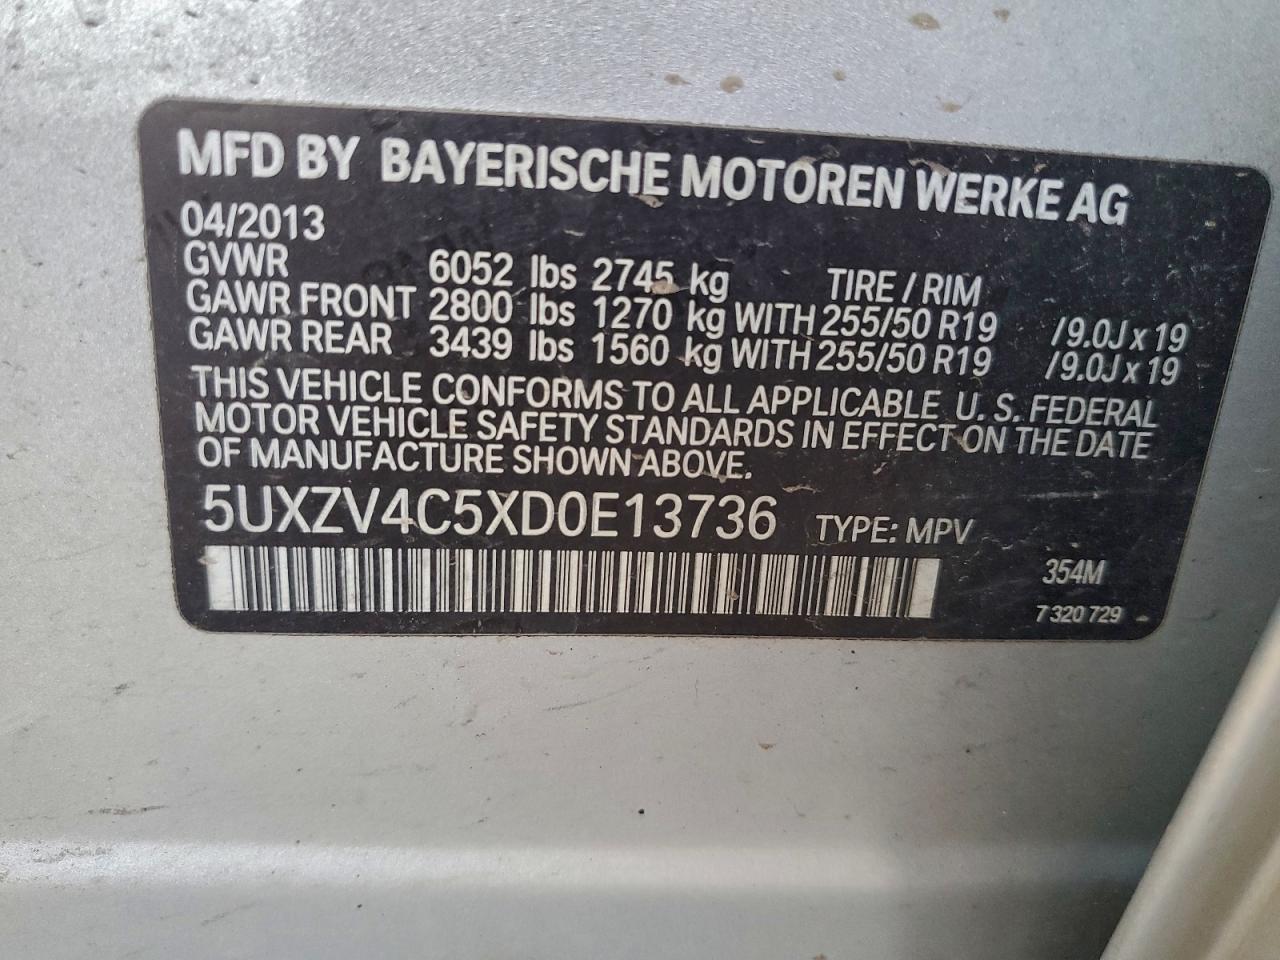 MFD BY BAYERISCHE MOTOREN WERKE AG
04/2013
GVWR 6052 lbs 2745 kg TIRE / RIM
GAWR FRONT 2800 lbs 1270 kg WITH 255/50 R19 /9.0J x 19
GAWR REAR 3439 lbs 1560 kg WITH 255/50 R19 /9.0J x 19
THIS VEHICLE CONFORMS TO ALL APPLICABLE U. S. FEDERAL
MOTOR VEHICLE SAFETY STANDARDS IN EFFECT ON THE DATE
OF MANUFACTURE SHOWN ABOVE.
5UXZV4C5XD0E13736 TYPE: MPV
354M
7 320 729